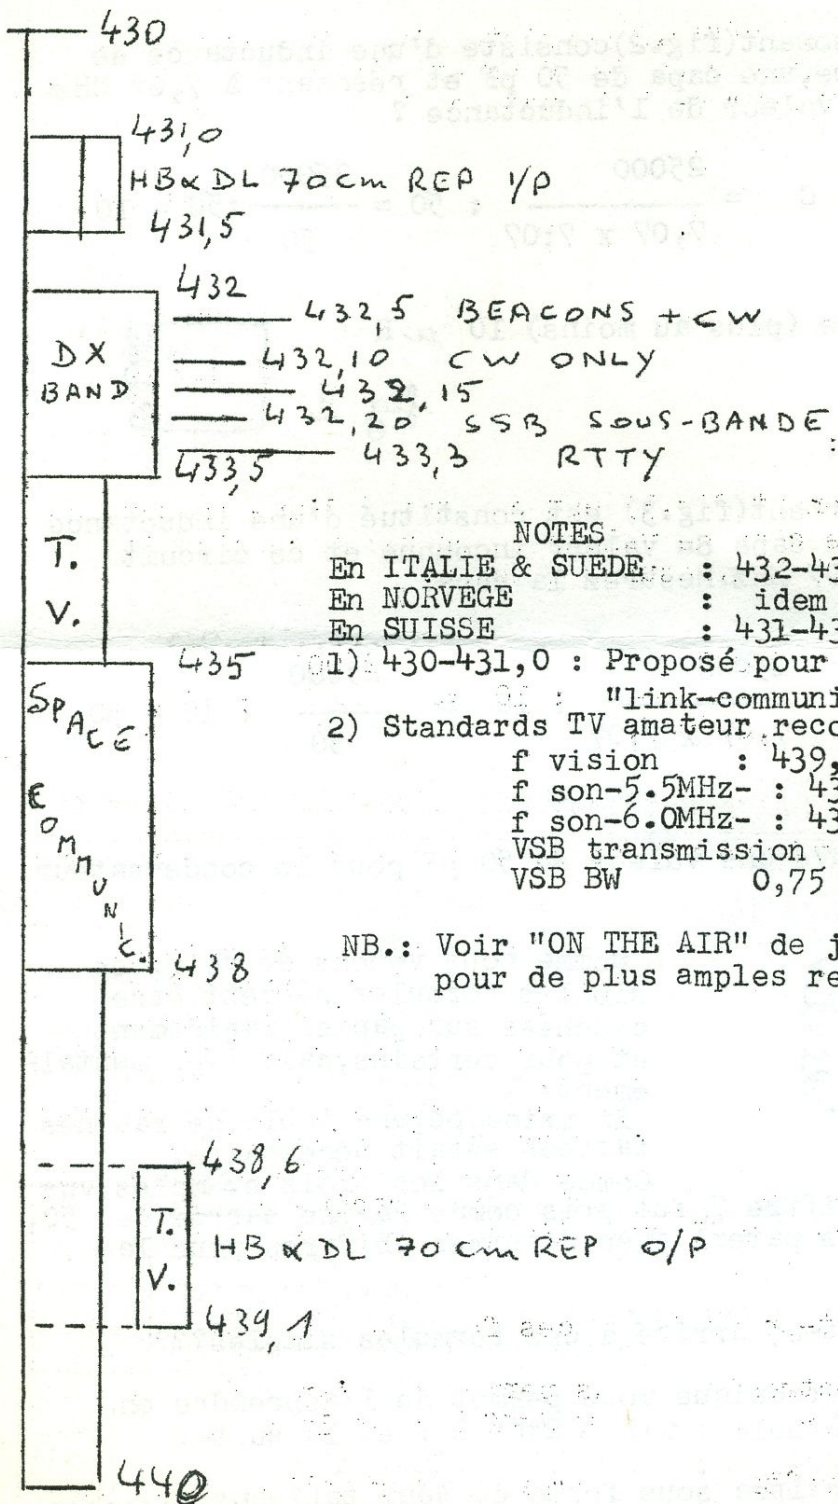 430
431,0
HB & DL 70cm REP I/P
431,5
432
432,5 BEACONS + CW
DX
BAND
432,10 CW ONLY
432,15
432,20 SSB SOUS-BANDE
433,3 RTTY
433,5
T.
V.
NOTES
En ITALIE & SUEDE : 432-43
En NORVEGE : idem
En SUISSE : 431-43
435
1) 430-431,0 : Proposé pour
"link-communi
SPACE
COMMUNIC.
2) Standards TV amateur reco
f vision : 439,
f son-5.5MHz- : 43
f son-6.0MHz- : 43
VSB transmission
VSB BW 0,75
NB.: Voir "ON THE AIR" de j
pour de plus amples re
438
438,6
T.
V.
HB & DL 70cm REP O/P
439,1
440